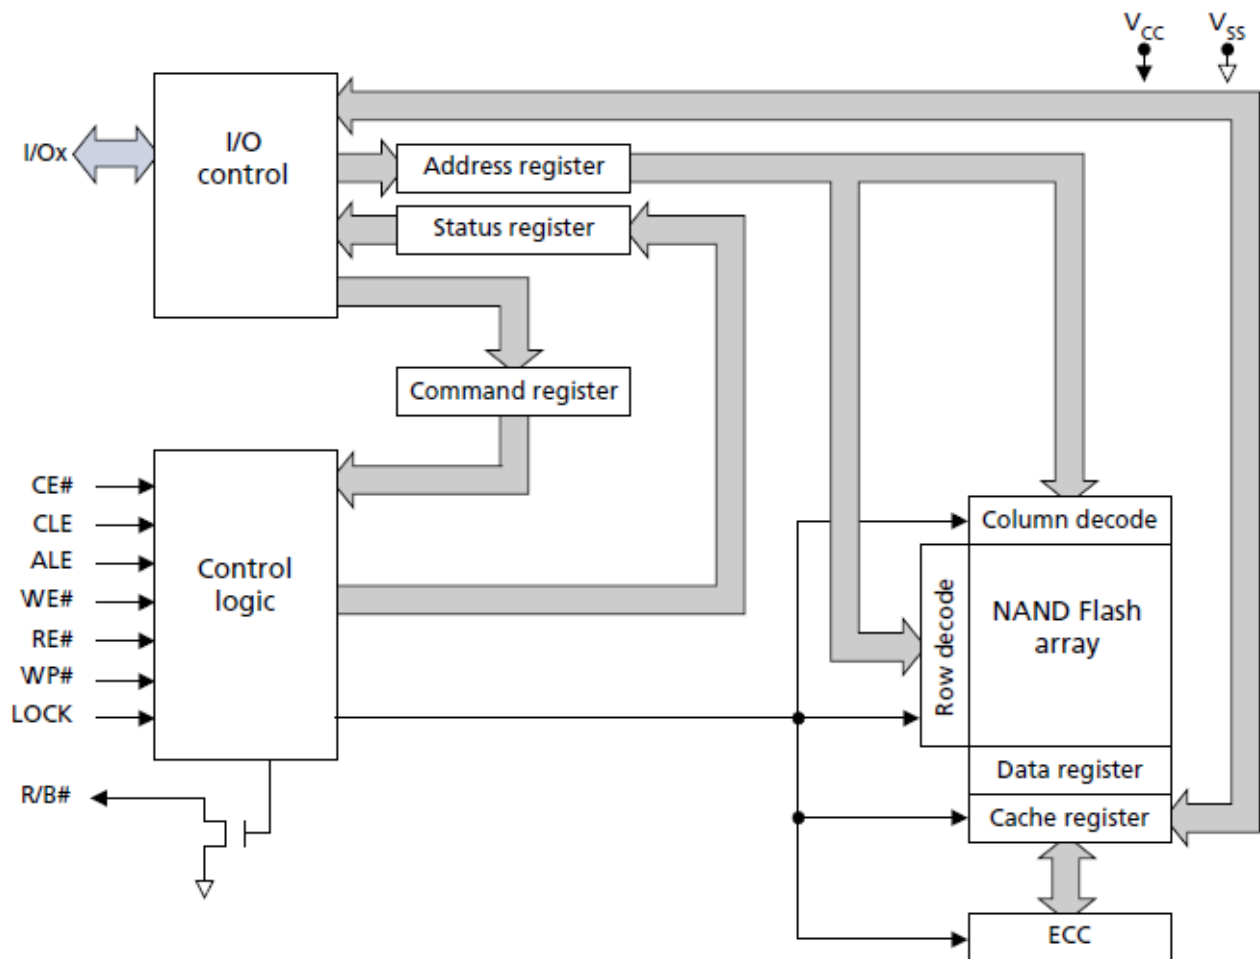 VCC
VSS
I/Ox
I/O
control
Address register
Status register
Command register
CE#
CLE
ALE
WE#
RE#
WP#
LOCK
R/B#
Control
logic
Column decode
Row decode
NAND Flash
array
Data register
Cache register
ECC